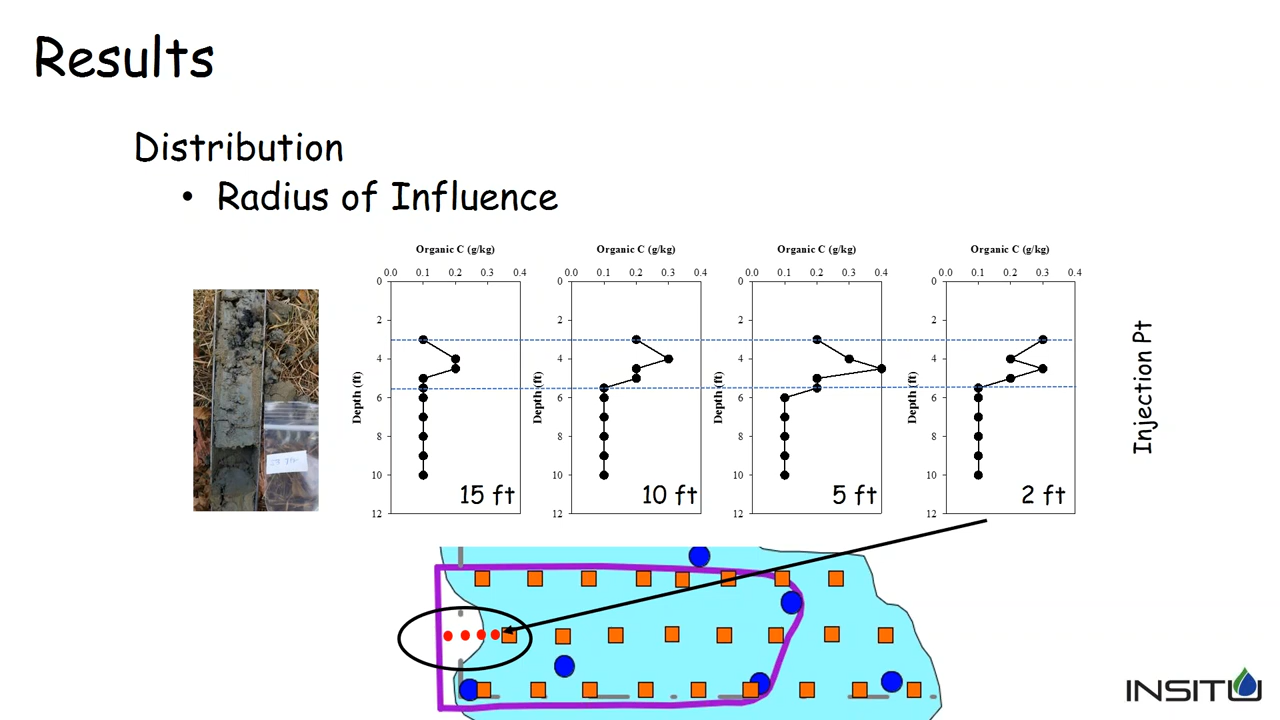 Results
Distribution
• Radius of Influence
Organic C (g/kg) Organic C (g/kg) Organic C (g/kg) Organic C (g/kg)
0.0 0.1 0.2 0.3 0.4 0.0 0.1 0.2 0.3 0.4 0.0 0.1 0.2 0.3 0.4 0.0 0.1 0.2 0.3 0.4
0 0 0 0
2 2 2 2
4 4 4 4
Depth (ft) Depth (ft) Depth (ft) Depth (ft)
6 6 6 6
8 8 8 8
10 10 10 10
12 12 12 12
15 ft 10 ft 5 ft 2 ft
Injection Pt
INSITU